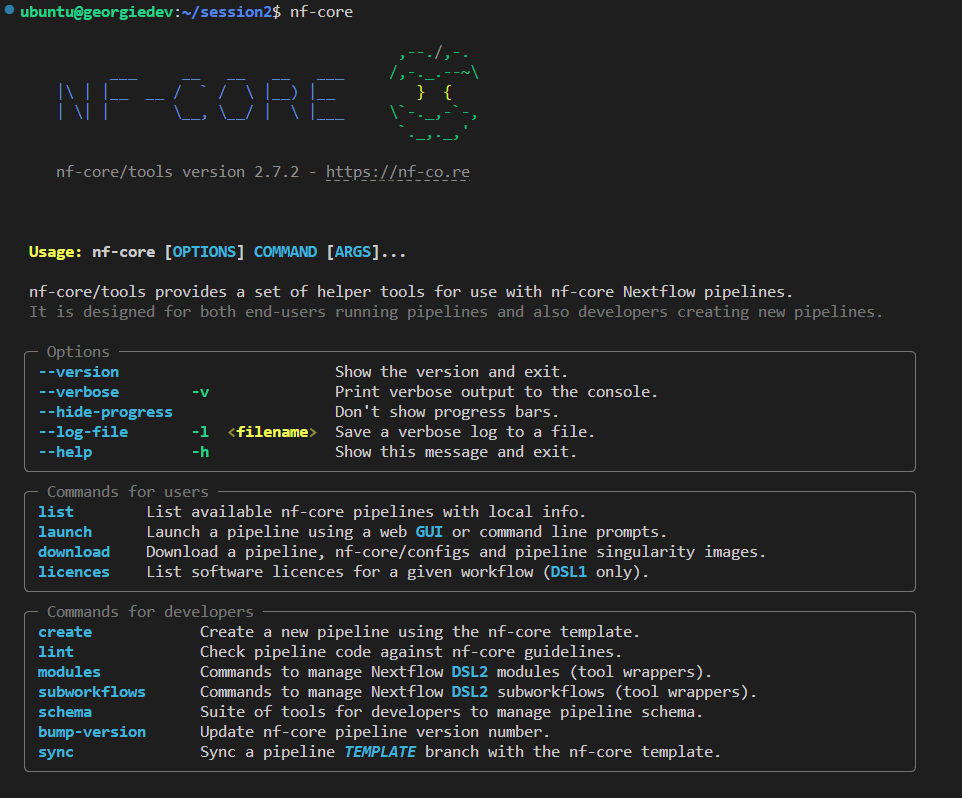 ubuntu@georgiedev:~/session2$ nf-core
                                          ,--./,-.
          ___     __   __   __   ___     /,-._.--~\
    |\ | |__  __ /  ` /  \ |__) |__         }  {
    | \| |       \__, \__/ |  \ |___     \`-._,-`-,
                                          `._,._,'
nf-core/tools version 2.7.2 - https://nf-co.re
Usage: nf-core [OPTIONS] COMMAND [ARGS]...
nf-core/tools provides a set of helper tools for use with nf-core Nextflow pipelines.
It is designed for both end-users running pipelines and also developers creating new pipelines.
Options
--version Show the version and exit.
--verbose -v Print verbose output to the console.
--hide-progress Don't show progress bars.
--log-file -l <filename> Save a verbose log to a file.
--help -h Show this message and exit.
Commands for users
list List available nf-core pipelines with local info.
launch Launch a pipeline using a web GUI or command line prompts.
download Download a pipeline, nf-core/configs and pipeline singularity images.
licences List software licences for a given workflow (DSL1 only).
Commands for developers
create Create a new pipeline using the nf-core template.
lint Check pipeline code against nf-core guidelines.
modules Commands to manage Nextflow DSL2 modules (tool wrappers).
subworkflows Commands to manage Nextflow DSL2 subworkflows (tool wrappers).
schema Suite of tools for developers to manage pipeline schema.
bump-version Update nf-core pipeline version number.
sync Sync a pipeline TEMPLATE branch with the nf-core template.